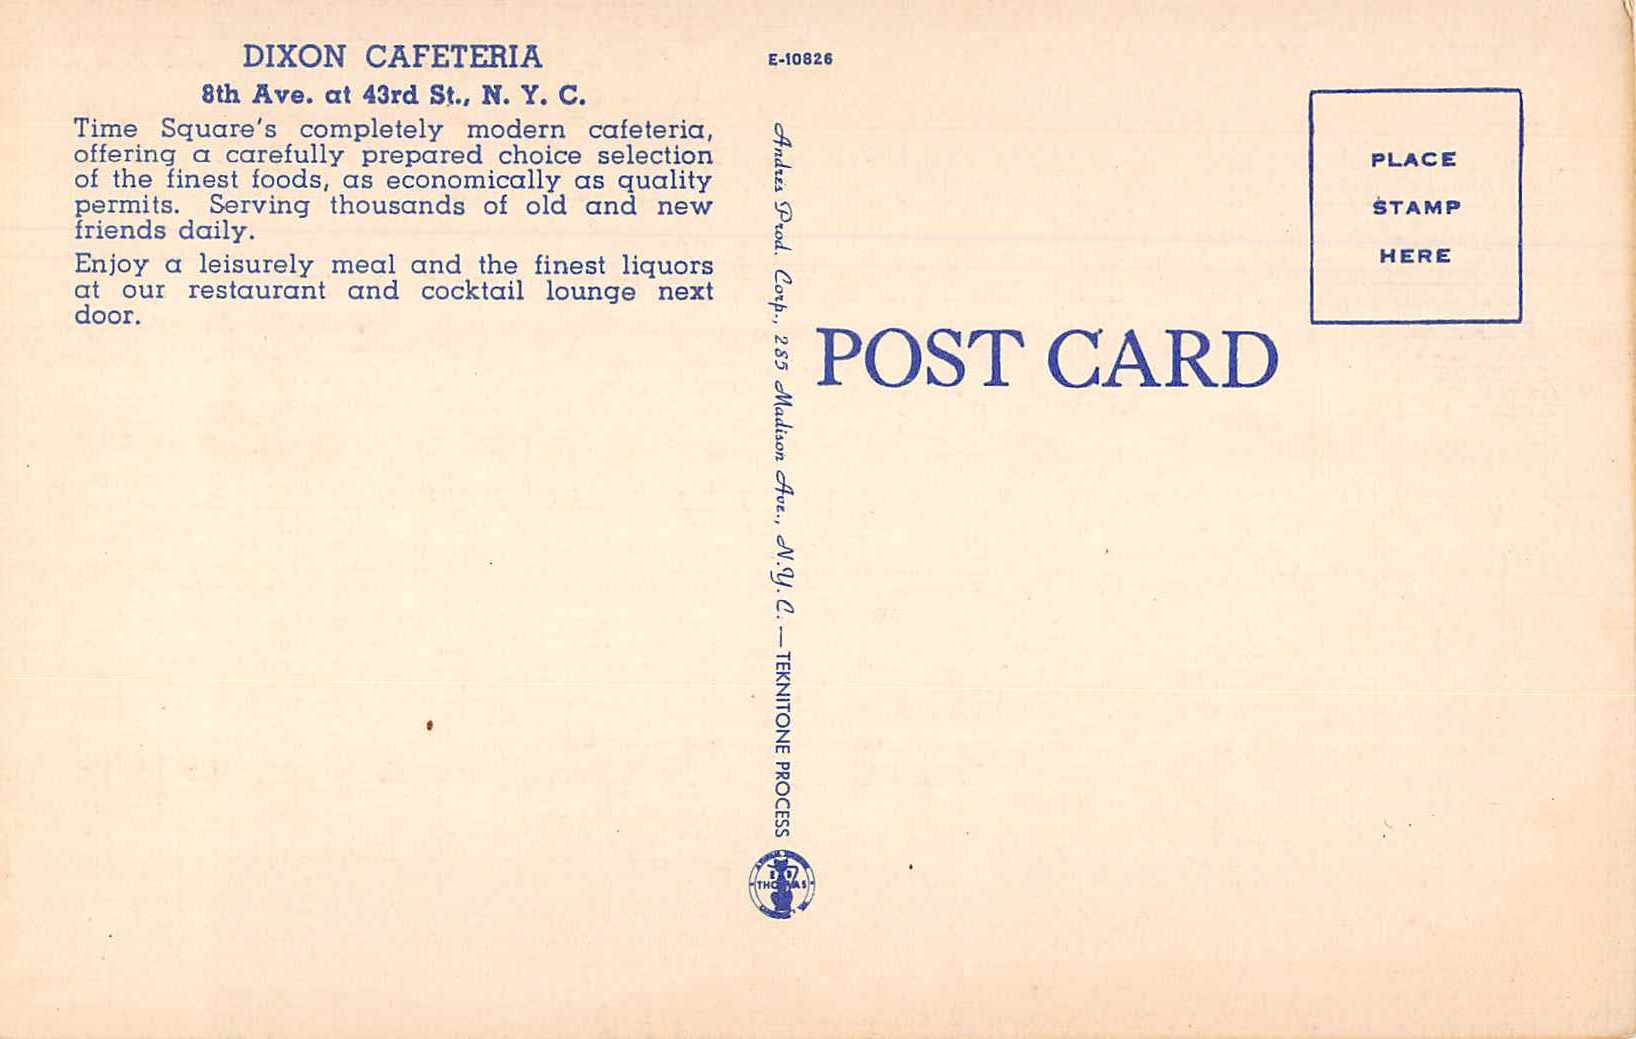 DIXON CAFETERIA
8th Ave. at 43rd St., N. Y. C.
Time Square's completely modern cafeteria,
offering a carefully prepared choice selection
of the finest foods, as economically as quality
permits. Serving thousands of old and new
friends daily.
Enjoy a leisurely meal and the finest liquors
at our restaurant and cocktail lounge next
door.
E-10826
Andres Prod. Corp., 285 Madison Ave., N.Y.C. — TEKNITONE PROCESS
THOMAS
POST CARD
PLACE
STAMP
HERE